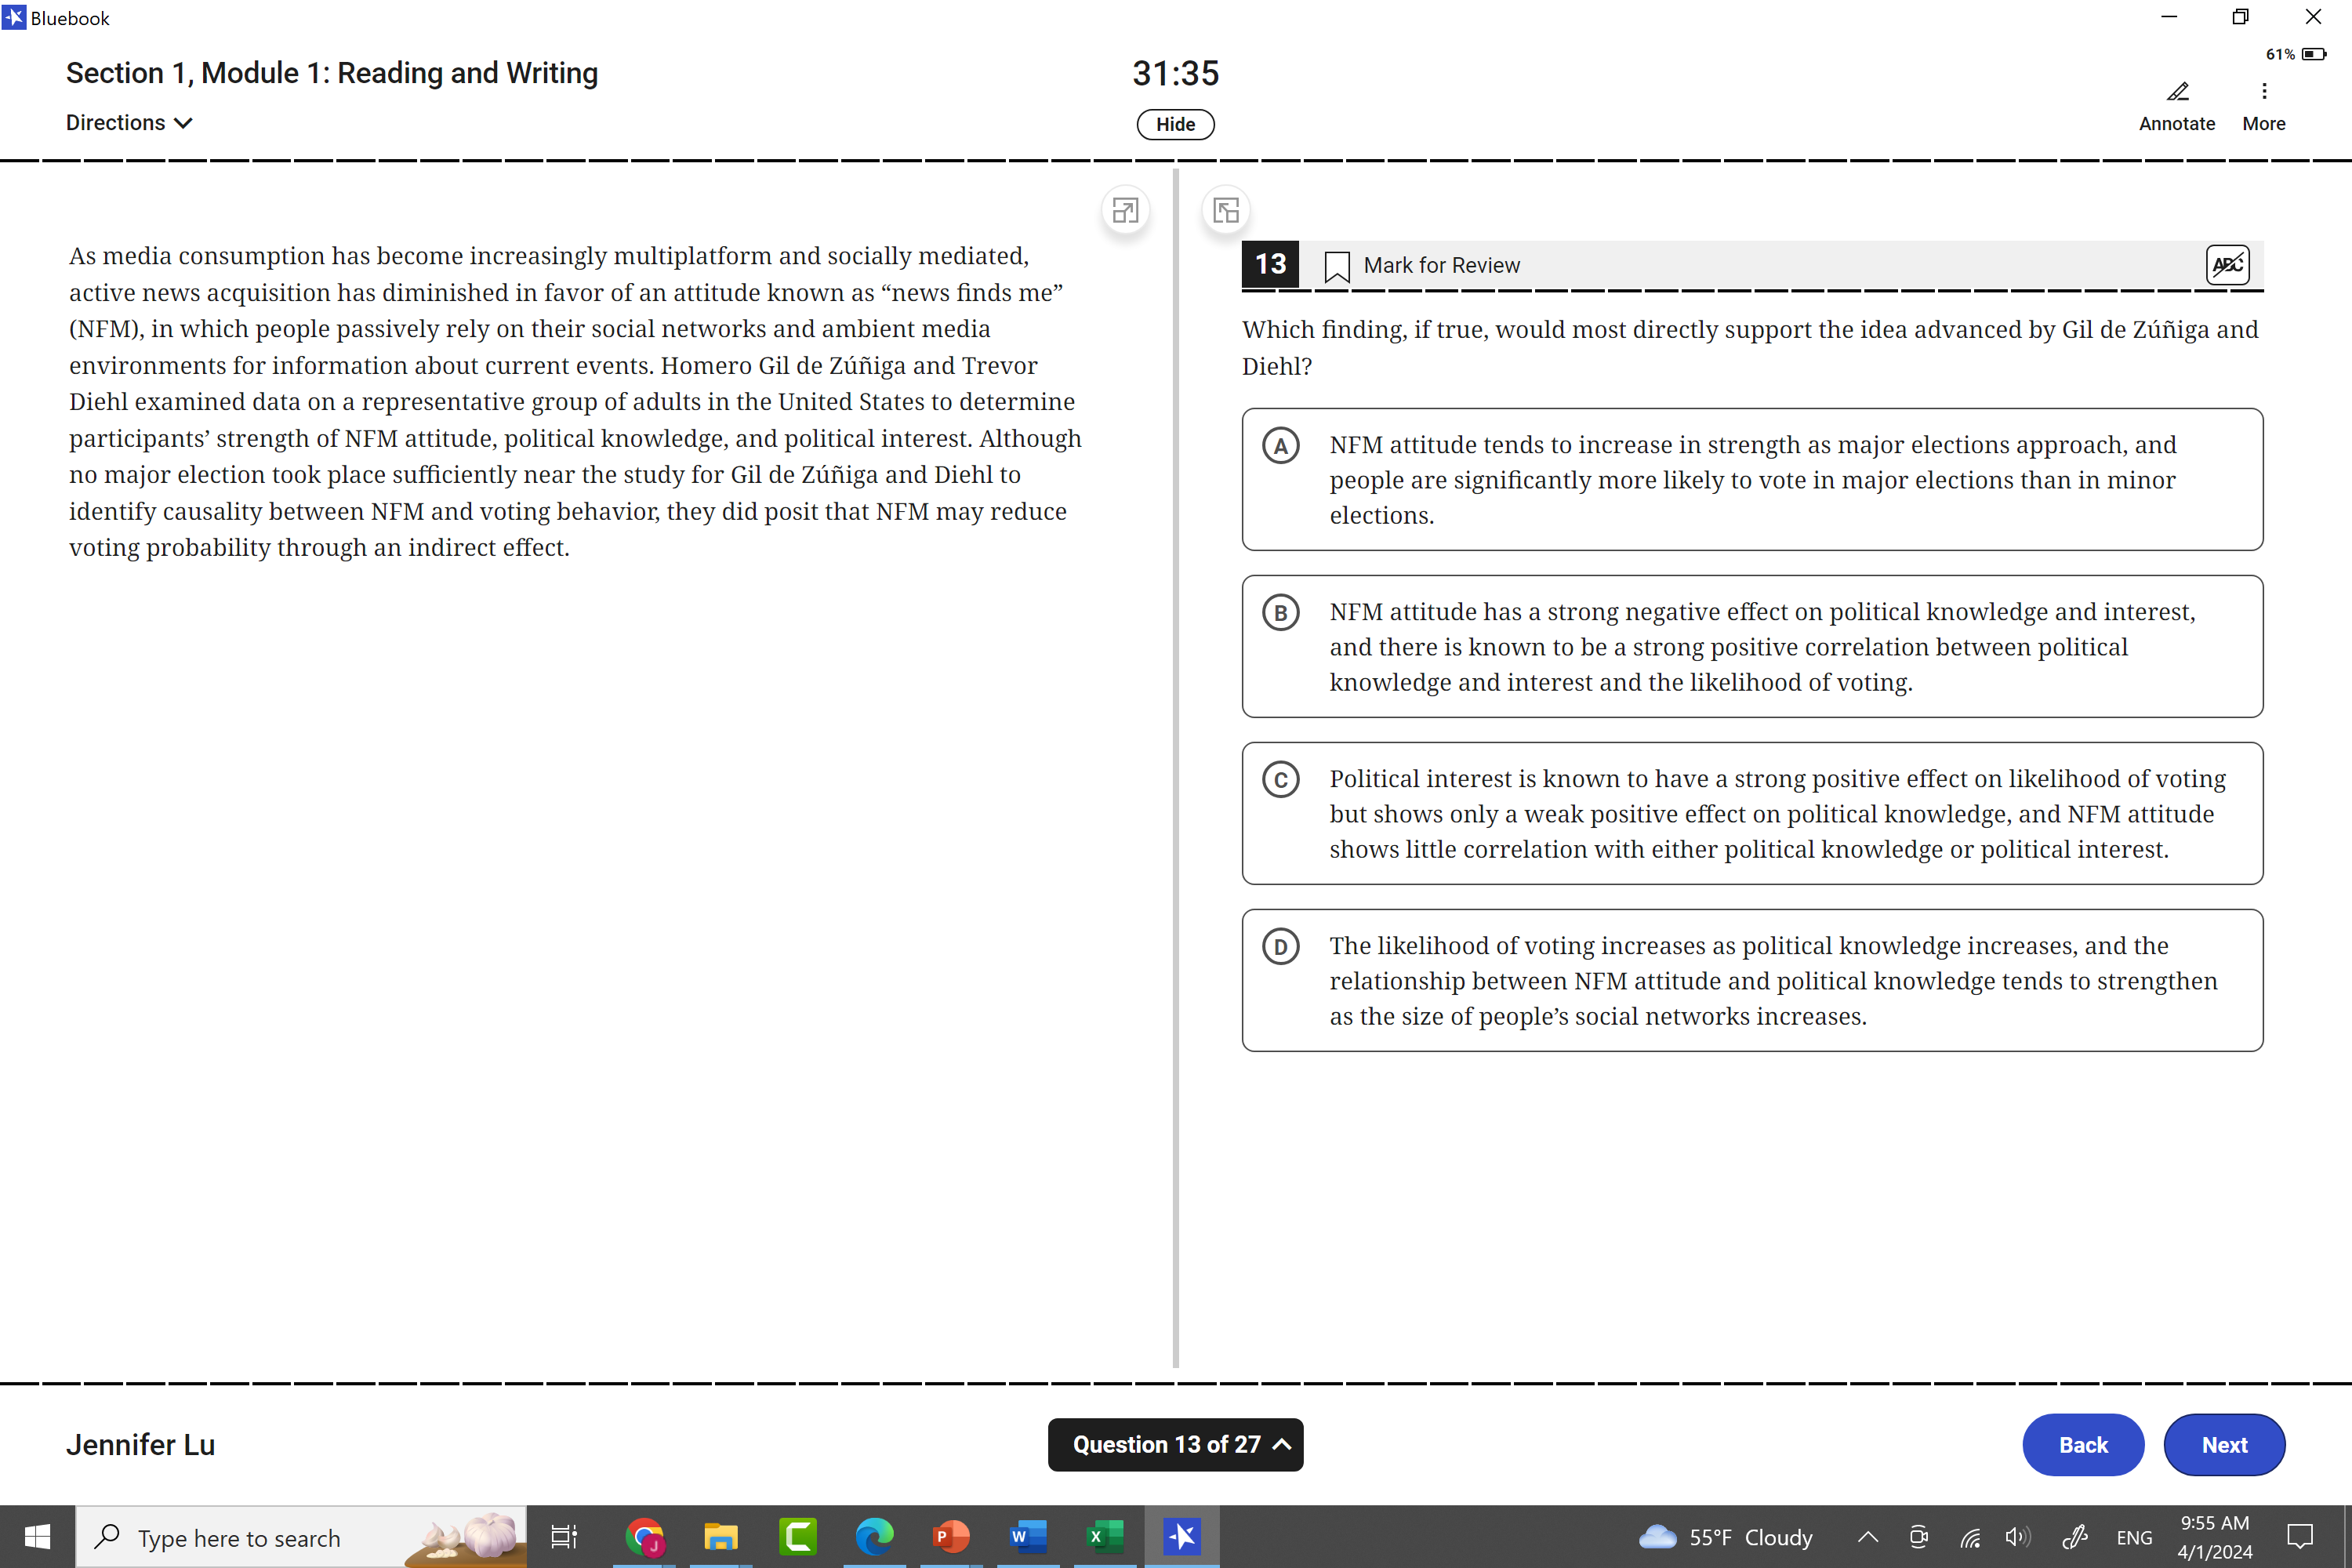 Bluebook
61%
Section 1, Module 1: Reading and Writing
31:35
Directions
Hide
Annotate
More
As media consumption has become increasingly multiplatform and socially mediated,
active news acquisition has diminished in favor of an attitude known as “news finds me”
(NFM), in which people passively rely on their social networks and ambient media
environments for information about current events. Homero Gil de Zúñiga and Trevor
Diehl examined data on a representative group of adults in the United States to determine
participants’ strength of NFM attitude, political knowledge, and political interest. Although
no major election took place sufficiently near the study for Gil de Zúñiga and Diehl to
identify causality between NFM and voting behavior, they did posit that NFM may reduce
voting probability through an indirect effect.
13 Mark for Review ABC
Which finding, if true, would most directly support the idea advanced by Gil de Zúñiga and
Diehl?
A NFM attitude tends to increase in strength as major elections approach, and
people are significantly more likely to vote in major elections than in minor
elections.
B NFM attitude has a strong negative effect on political knowledge and interest,
and there is known to be a strong positive correlation between political
knowledge and interest and the likelihood of voting.
C Political interest is known to have a strong positive effect on likelihood of voting
but shows only a weak positive effect on political knowledge, and NFM attitude
shows little correlation with either political knowledge or political interest.
D The likelihood of voting increases as political knowledge increases, and the
relationship between NFM attitude and political knowledge tends to strengthen
as the size of people’s social networks increases.
Jennifer Lu
Question 13 of 27
Back
Next
Type here to search
J
P
W
X
55°F Cloudy
ENG
9:55 AM
4/1/2024